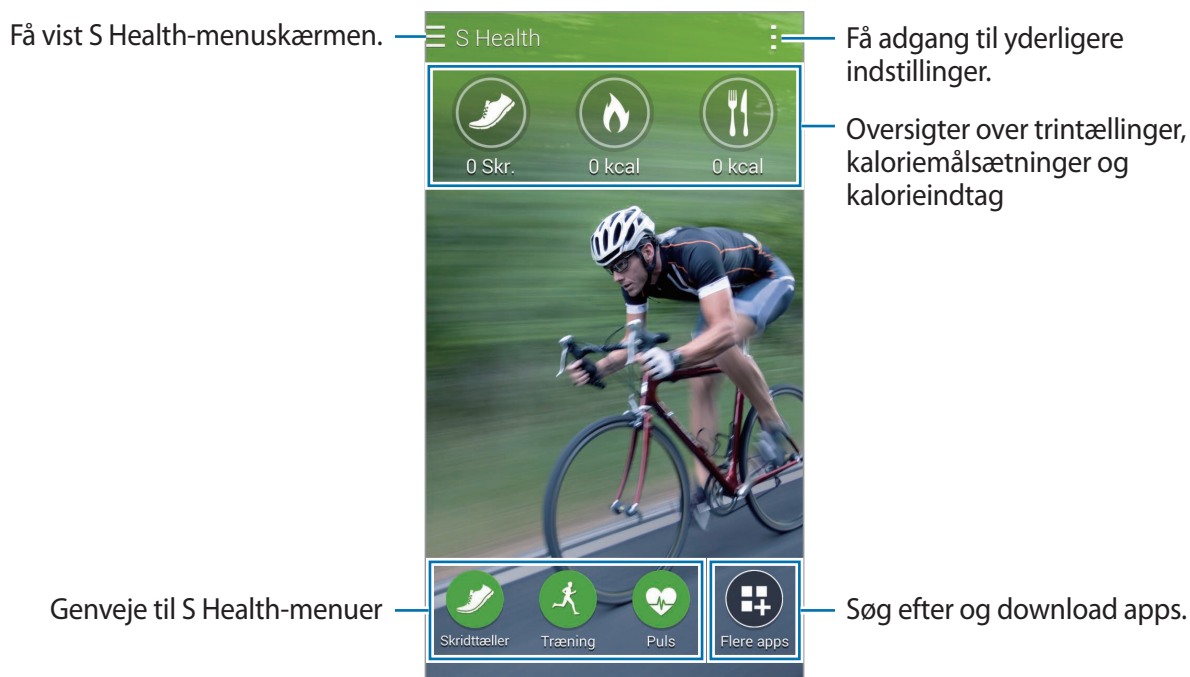 Få vist S Health-menuskærmen.
S Health
Få adgang til yderligere
indstillinger.
0 Skr.
0 kcal
0 kcal
Oversigter over trintællinger,
kaloriemålsætninger og
kalorieindtag
Genveje til S Health-menuer
Skridttæller
Træning
Puls
Flere apps
Søg efter og download apps.